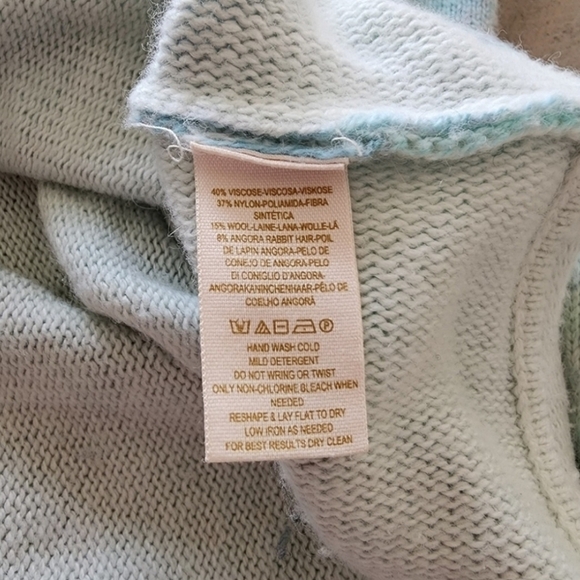 40% VISCOSE-VISCOSA-VISKOSE
37% NYLON-POLIAMIDA-FIBRA
SINTÉTICA
15% WOOL-LAINE-LANA-WOLLE-LÃ
8% ANGORA RABBIT HAIR-POIL
DE LAPIN ANGORA-PELO DE
CONEJO DE ANGORA-PELO
DI CONIGLIO D'ANGORA-
ANGORAKANINCHENHAAR-PELO DE
COELHO ANGORÁ
HAND WASH COLD
MILD DETERGENT
DO NOT WRING OR TWIST
ONLY NON-CHLORINE BLEACH WHEN
NEEDED
RESHAPE & LAY FLAT TO DRY
LOW IRON AS NEEDED
FOR BEST RESULTS DRY CLEAN